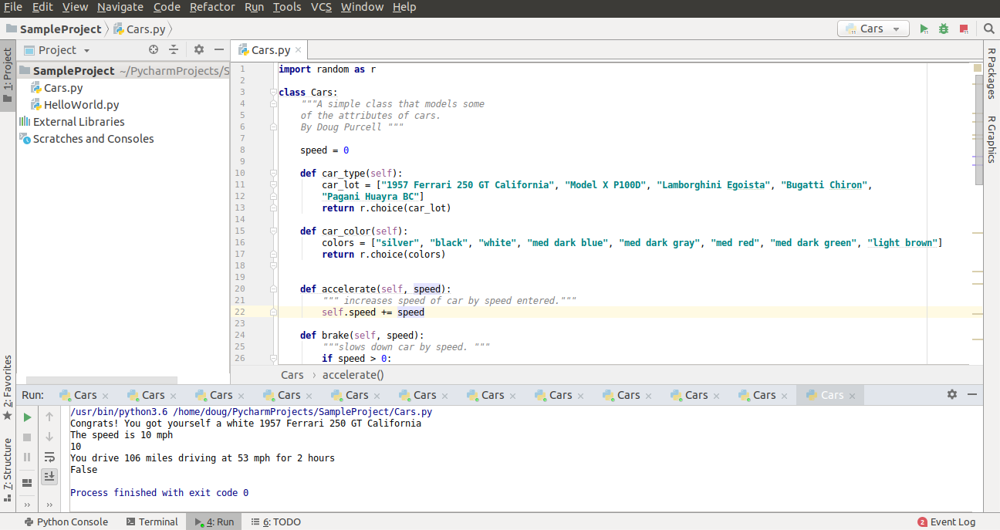 File Edit View Navigate Code Refactor Run Tools VCS Window Help
SampleProject Cars.py Cars
1: Project
Project
SampleProject ~/PycharmProjects/S
Cars.py
HelloWorld.py
External Libraries
Scratches and Consoles
Cars.py
1 import random as r
2
3 class Cars:
4 """A simple class that models some
5 of the attributes of cars.
6 By Doug Purcell """
7
8 speed = 0
9
10 def car_type(self):
11 car_lot = ["1957 Ferrari 250 GT California", "Model X P100D", "Lamborghini Egoista", "Bugatti Chiron",
12 "Pagani Huayra BC"]
13 return r.choice(car_lot)
14
15 def car_color(self):
16 colors = ["silver", "black", "white", "med dark blue", "med dark gray", "med red", "med dark green", "light brown"]
17 return r.choice(colors)
18
19
20 def accelerate(self, speed):
21 """ increases speed of car by speed entered."""
22 self.speed += speed
23
24 def brake(self, speed):
25 """slows down car by speed. """
26 if speed > 0:
Cars › accelerate()
R Packages
R Graphics
2: Favorites
7: Structure
Run: Cars Cars Cars Cars Cars Cars Cars Cars Cars Cars Cars Cars
/usr/bin/python3.6 /home/doug/PycharmProjects/SampleProject/Cars.py
Congrats! You got yourself a white 1957 Ferrari 250 GT California
The speed is 10 mph
10
You drive 106 miles driving at 53 mph for 2 hours
False
Process finished with exit code 0
Python Console Terminal 4: Run 6: TODO 2 Event Log